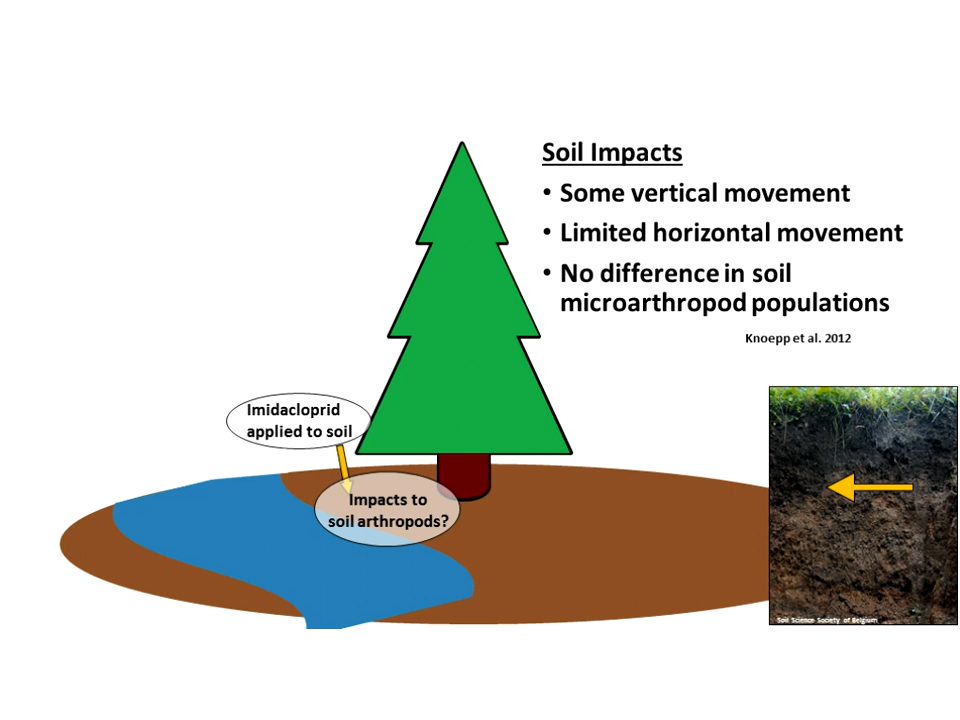 Soil Impacts
• Some vertical movement
• Limited horizontal movement
• No difference in soil
microarthropod populations
Knoepp et al. 2012
Imidacloprid
applied to soil
Impacts to
soil arthropods?
Soil Science Society of Belgium